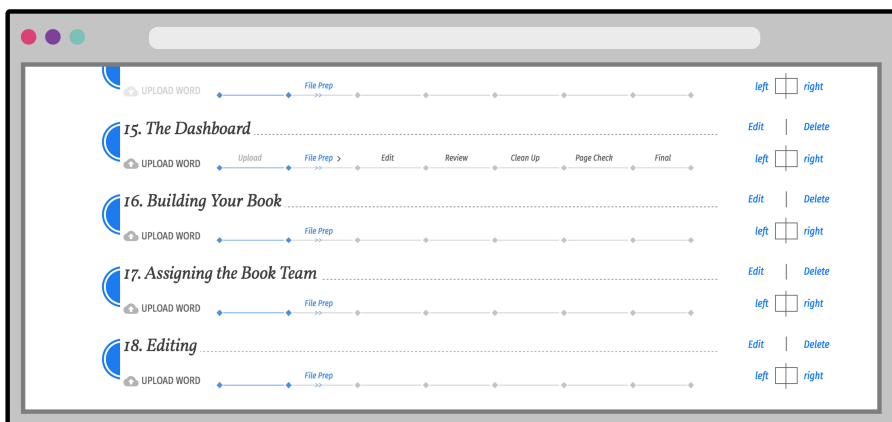 UPLOAD WORD File Prep >> left right
15. The Dashboard Edit | Delete
UPLOAD WORD Upload File Prep > >> Edit Review Clean Up Page Check Final left right
16. Building Your Book Edit | Delete
UPLOAD WORD File Prep >> left right
17. Assigning the Book Team Edit | Delete
UPLOAD WORD File Prep >> left right
18. Editing Edit | Delete
UPLOAD WORD File Prep >> left right